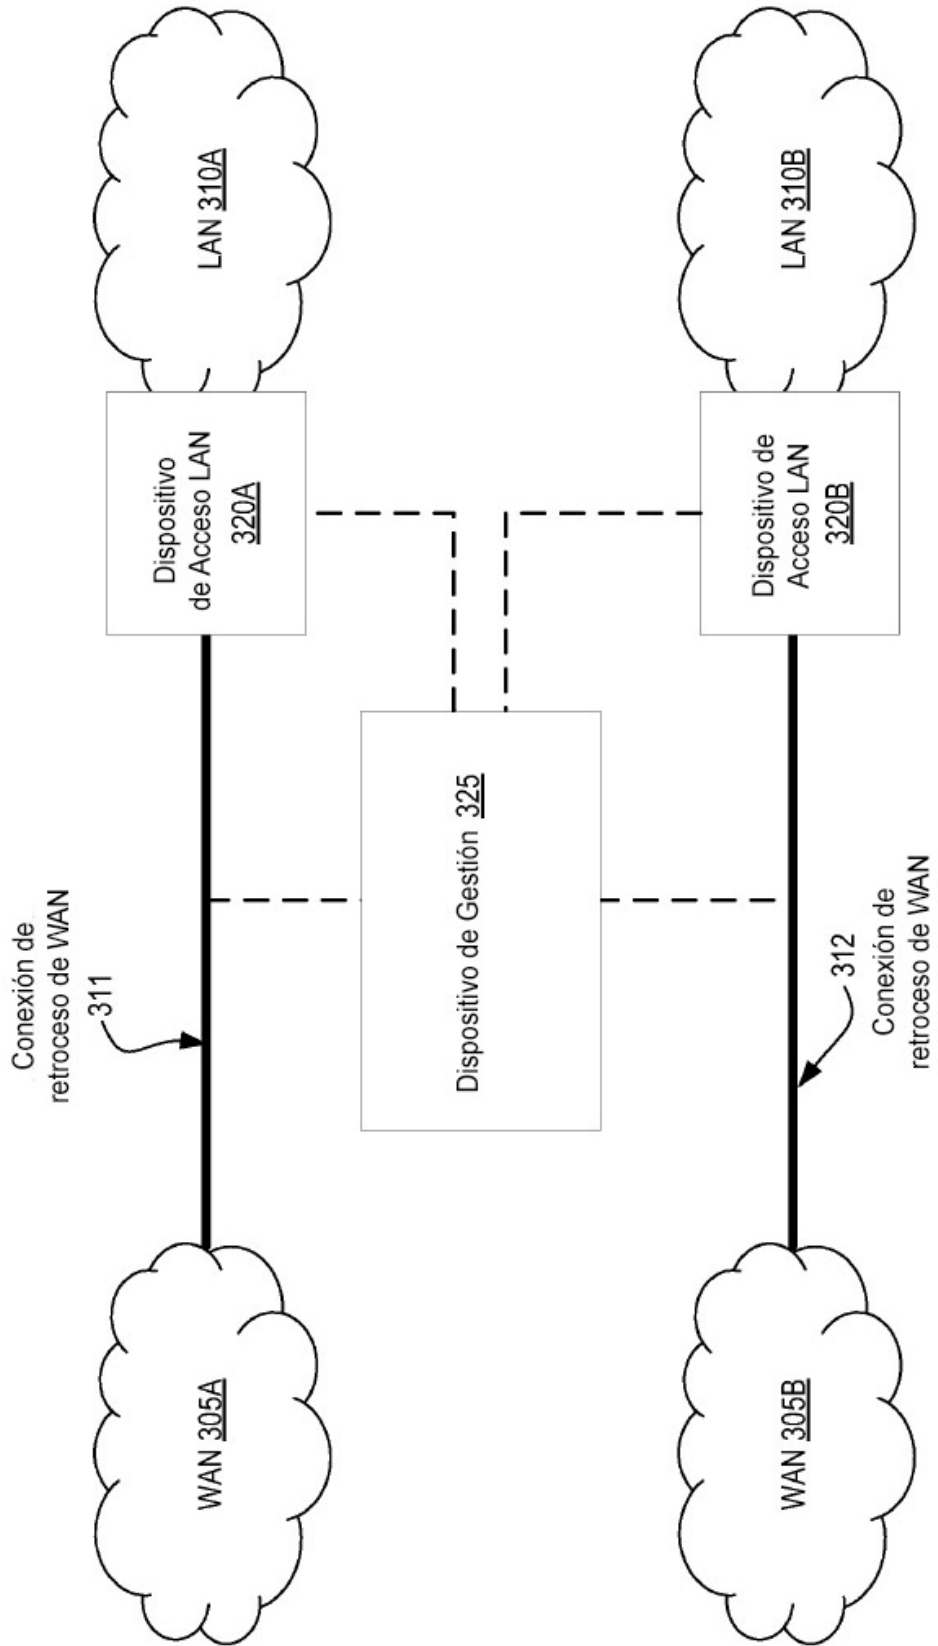 WAN 305A
Conexión de
retroceso de WAN
311
Dispositivo
de Acceso LAN
320A
LAN 310A
Dispositivo de Gestión 325
WAN 305B
312
Conexión de
retroceso de WAN
Dispositivo de
Acceso LAN
320B
LAN 310B